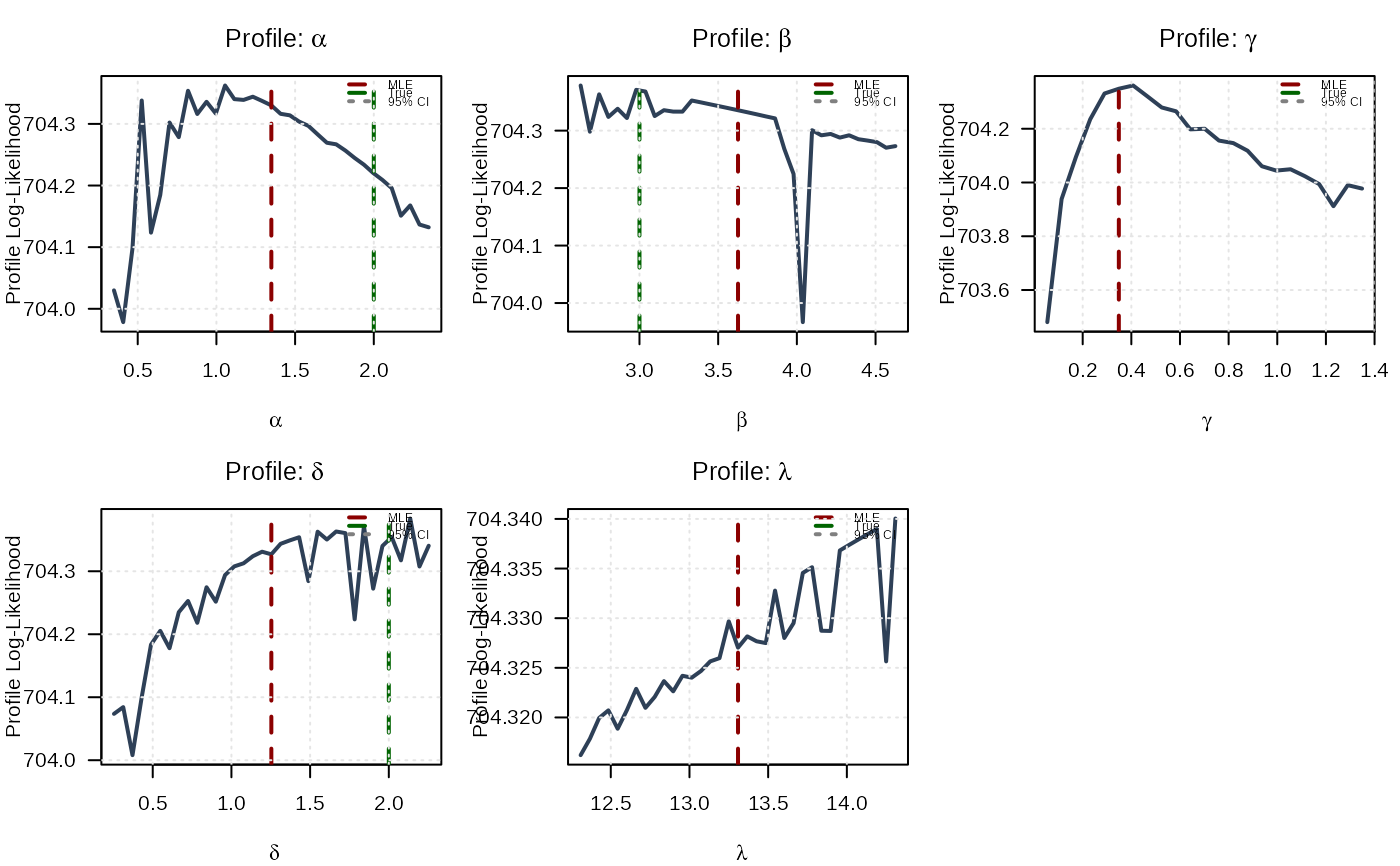 Profile: α
MLE
True
95% CI
Profile Log-Likelihood
704.3
704.2
704.1
704.0
0.5 1.0 1.5 2.0
α
Profile: β
MLE
True
95% CI
Profile Log-Likelihood
704.3
704.2
704.1
704.0
3.0 3.5 4.0 4.5
β
Profile: γ
MLE
True
95% CI
Profile Log-Likelihood
704.2
704.0
703.8
703.6
0.2 0.4 0.6 0.8 1.0 1.2 1.4
γ
Profile: δ
MLE
True
95% CI
Profile Log-Likelihood
704.3
704.2
704.1
704.0
0.5 1.0 1.5 2.0
δ
Profile: λ
MLE
True
95% CI
Profile Log-Likelihood
704.340
704.335
704.330
704.325
704.320
12.5 13.0 13.5 14.0
λ